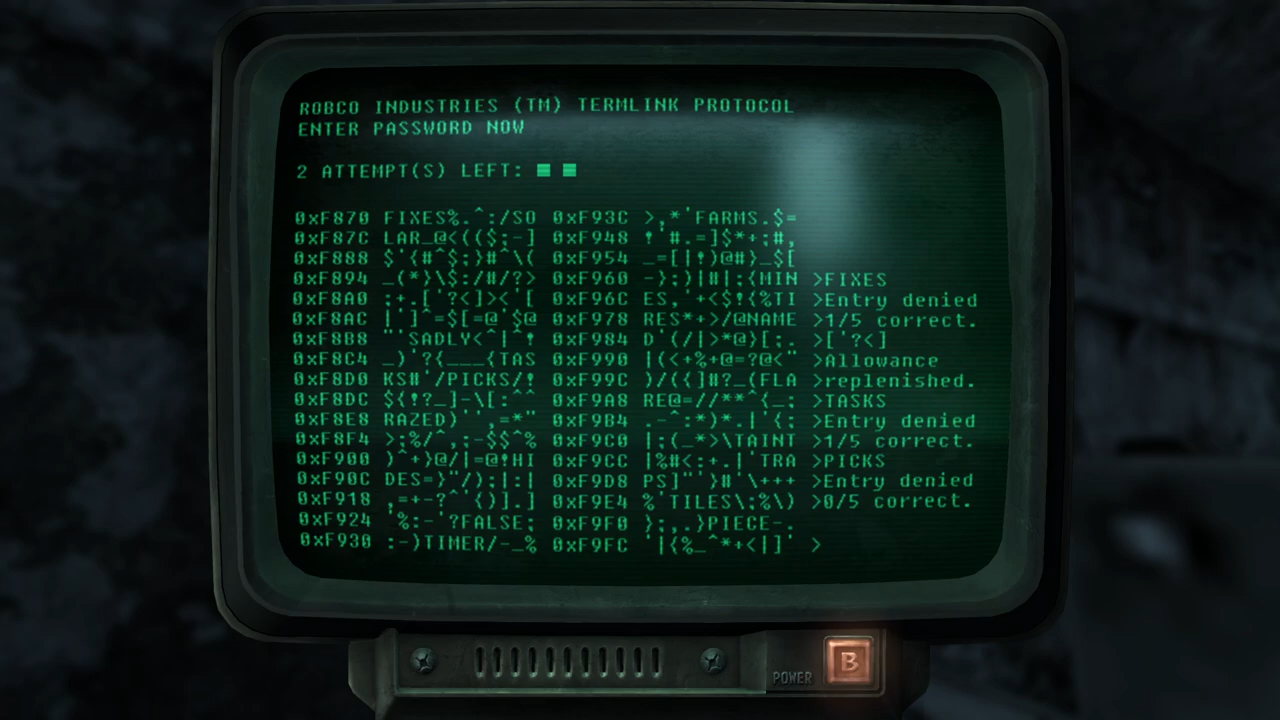 ROBCO INDUSTRIES (TM) TERMLINK PROTOCOL
ENTER PASSWORD NOW
2 ATTEMPT(S) LEFT: ■ ■
0xF870 FIXES%.^:/SO 0xF93C >,*'FARMS.$=
0xF87C LAR_@<(($;-] 0xF948 !'#.=]$*+;#,
0xF888 $'{#^$;}#^\( 0xF954 _=[|!)@#}_$[
0xF894 _(*}\$:/#/?> 0xF960 -};)|#|;{MIN >FIXES
0xF8A0 ;+.['?<]><'[ 0xF96C ES,'+<$!{%TI >Entry denied
0xF8AC |']^=$[=@'$@ 0xF978 RES*+>/@NAME >1/5 correct.
0xF8B8 "'SADLY<^|^! 0xF984 D'(/|>*@}[:. >['?<]
0xF8C4 _)'?{___{TAS 0xF990 |(<+%+@=?@<" >Allowance
0xF8D0 KS#'/PICKS/! 0xF99C )/({]#?_(FLA >replenished.
0xF8DC ${!?_]-\[:^^ 0xF9A8 RE@=//**^{_; >TASKS
0xF8E8 RAZED)'',=*" 0xF9B4 .-^:*)*.|'{; >Entry denied
0xF8F4 >;%/^,;-$$^% 0xF9C0 |;(_*>\TAINT >1/5 correct.
0xF900 )^+}@/|=@!HI 0xF9CC |%#<:+.|'TRA >PICKS
0xF90C DES=}"/);|:| 0xF9D8 PS]"'}#'\+++ >Entry denied
0xF918 ,=+-?^'{)].] 0xF9E4 %'TILES\;%\) >0/5 correct.
0xF924 '%:-'?FALSE; 0xF9F0 };,.}PIECE-.
0xF930 :-)TIMER/-_% 0xF9FC '|{%_^*+<|]' >
POWER
B